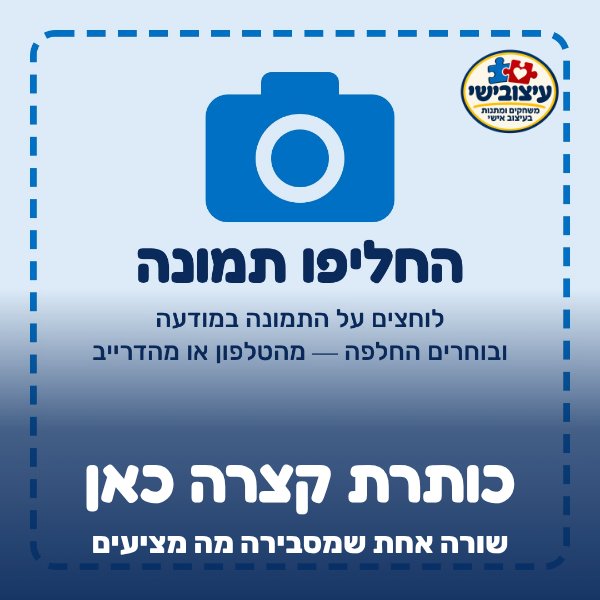 עיצובישי
משחקים ומתנות
בעיצוב אישי
החליפו תמונה
לוחצים על התמונה במודעה
ובוחרים החלפה — מהטלפון או מהדרייב
כותרת קצרה כאן
שורה אחת שמסבירה מה מציעים